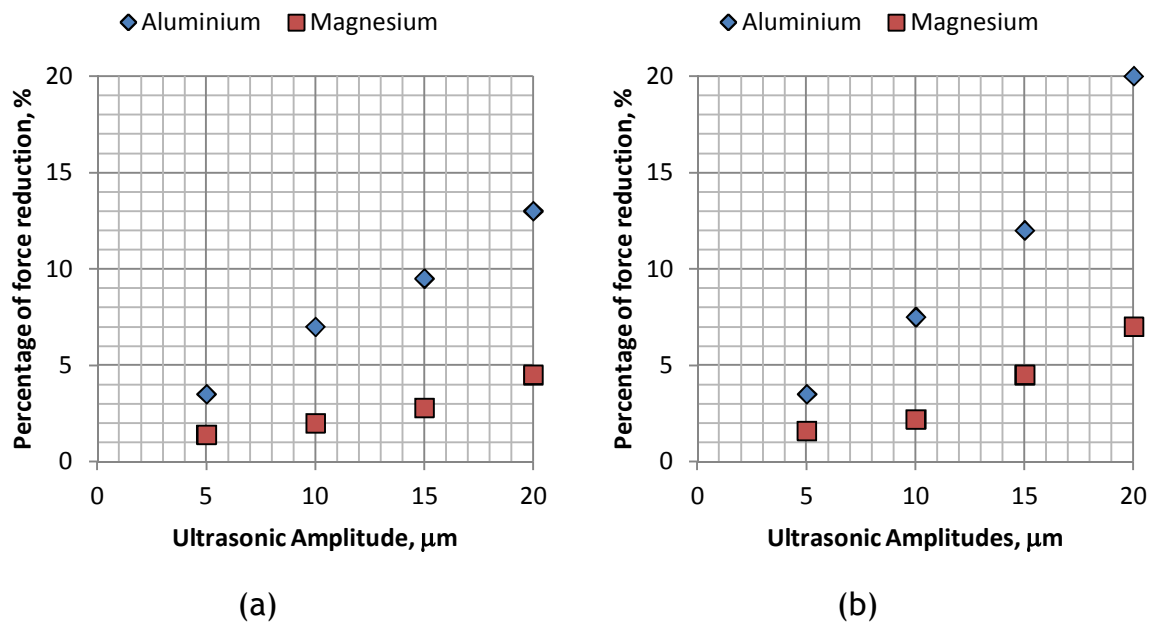 Aluminium Magnesium
20
15
10
5
0
0 5 10 15 20
Percentage of force reduction, %
Ultrasonic Amplitude, μm
(a)
Aluminium Magnesium
20
15
10
5
0
0 5 10 15 20
Percentage of force reduction, %
Ultrasonic Amplitudes, μm
(b)